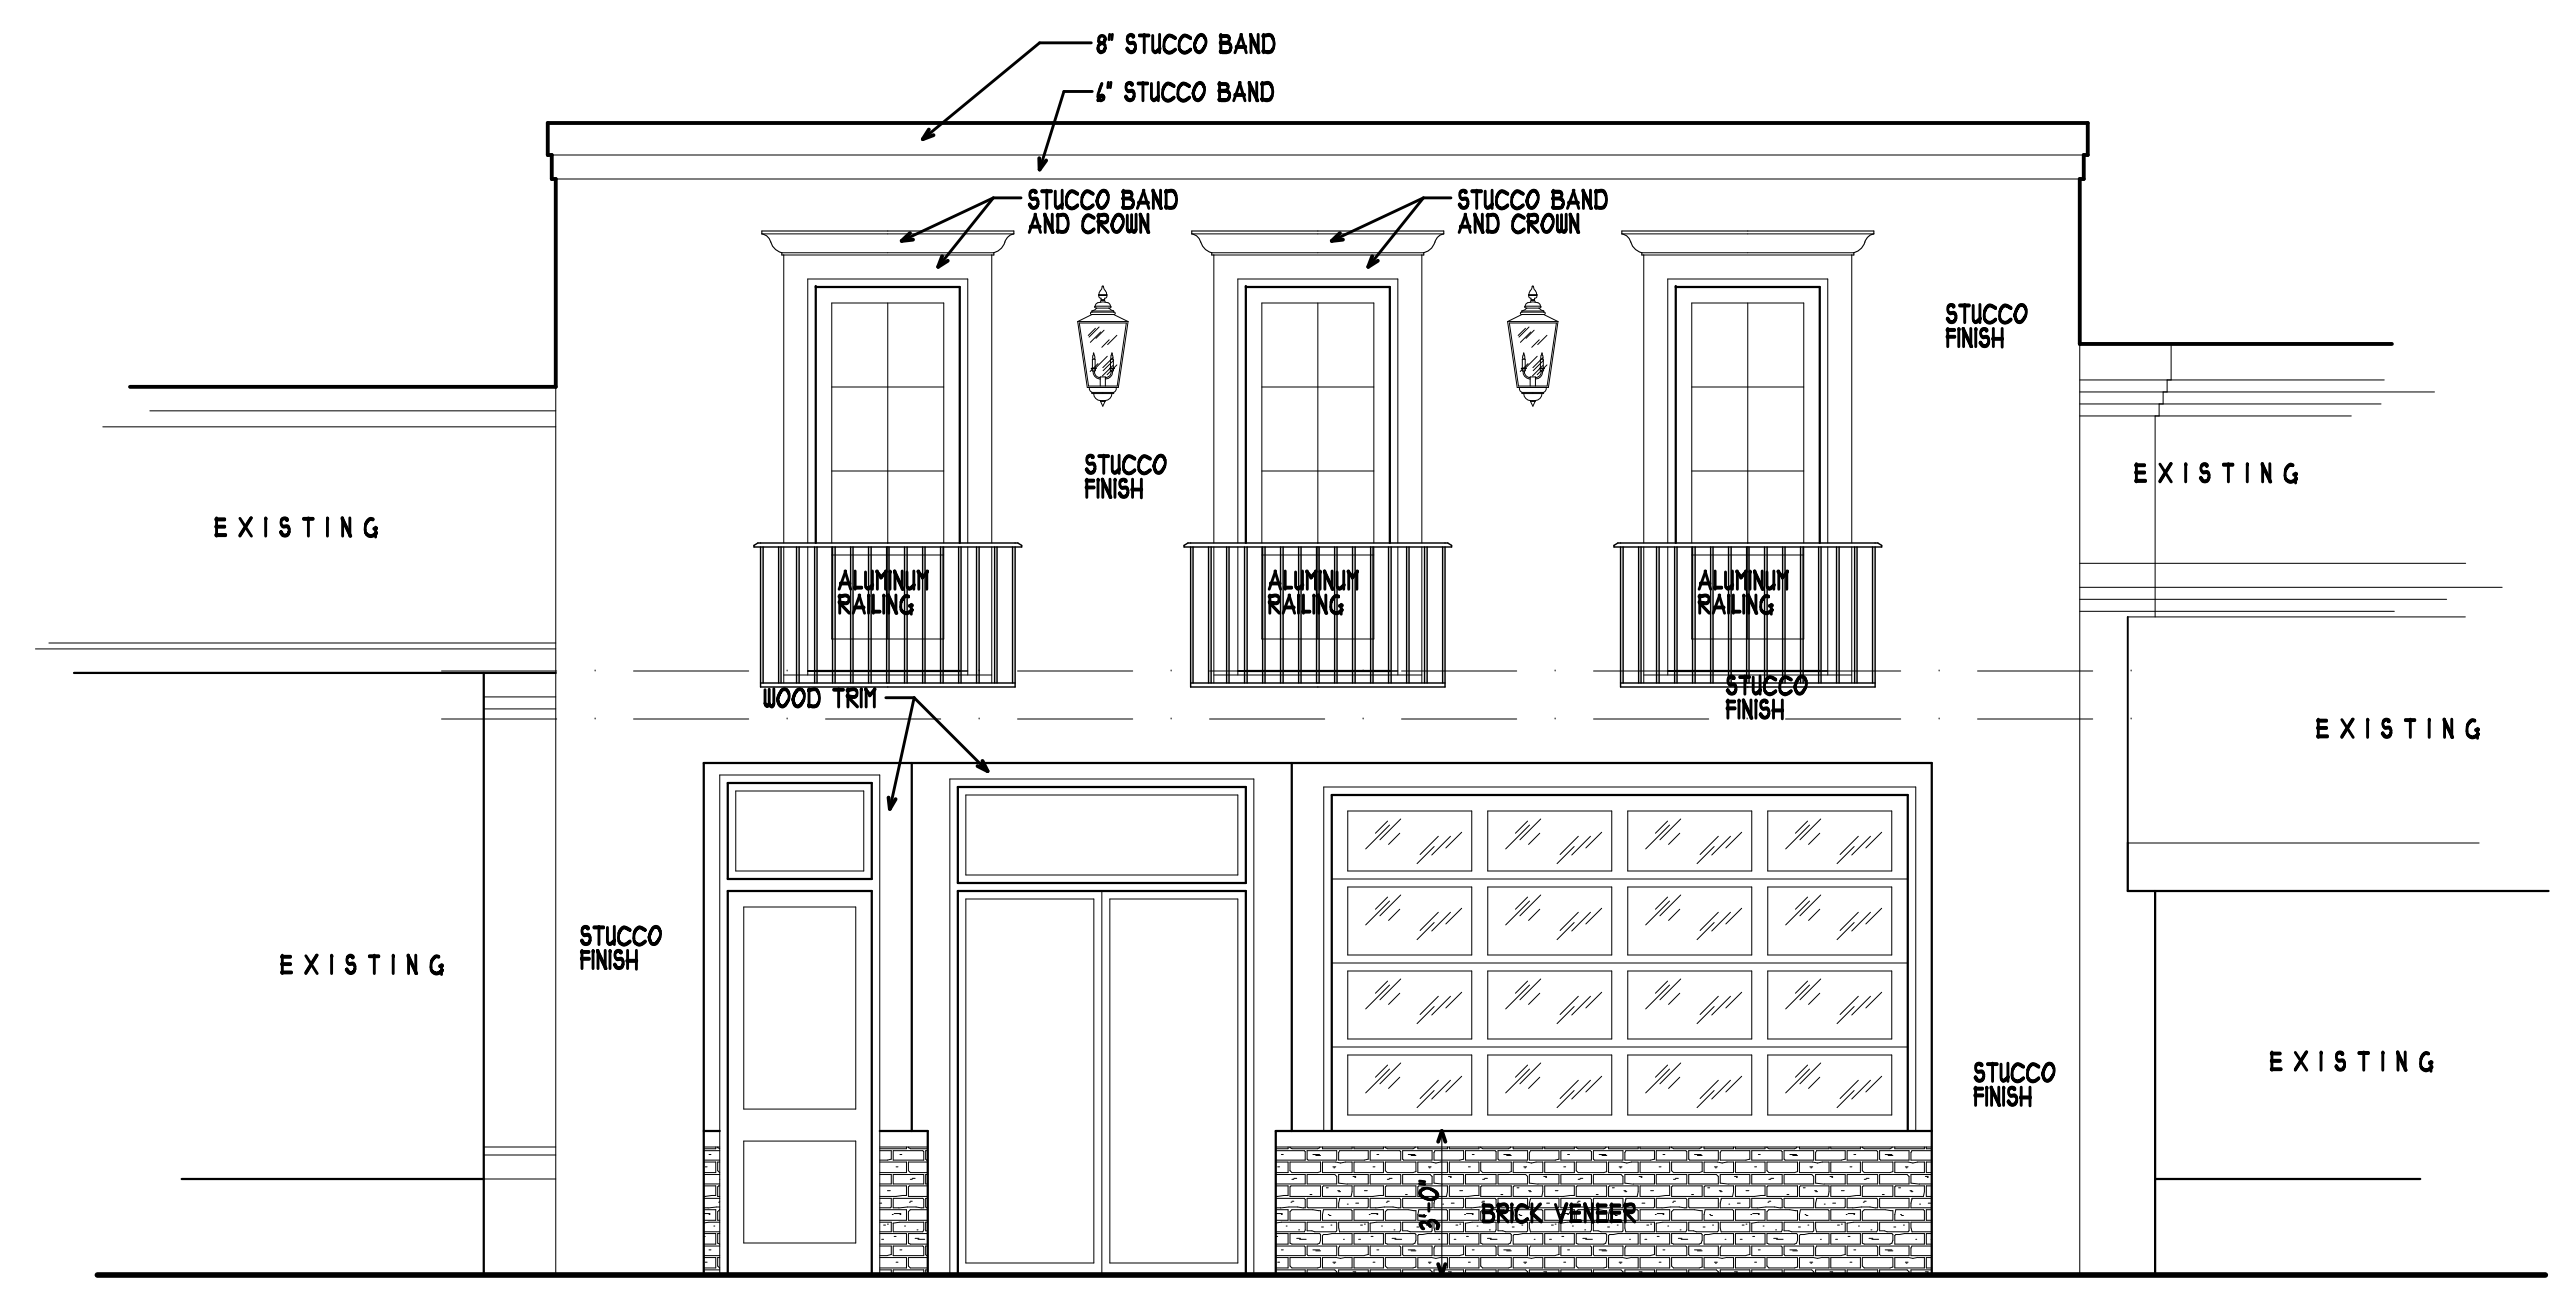 8" STUCCO BAND
6" STUCCO BAND
STUCCO BAND
AND CROWN
STUCCO BAND
AND CROWN
STUCCO
FINISH
STUCCO
FINISH
EXISTING
EXISTING
ALUMINUM
RAILING
ALUMINUM
RAILING
ALUMINUM
RAILING
WOOD TRIM
STUCCO
FINISH
EXISTING
STUCCO
FINISH
EXISTING
STUCCO
FINISH
EXISTING
3'-0"
BRICK VENEER